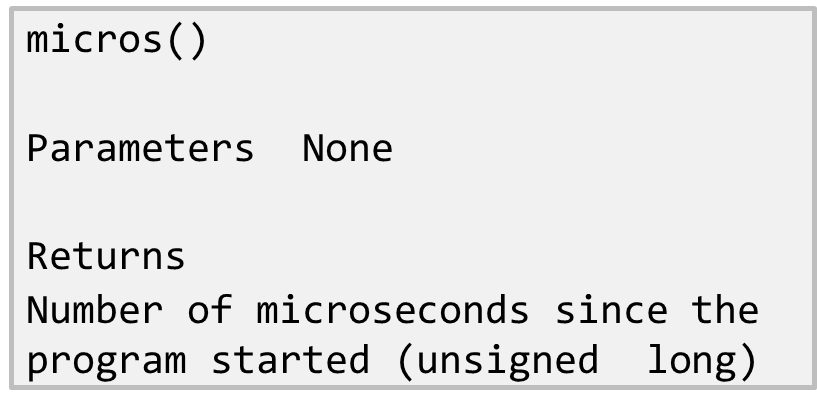 micros()
Parameters  None
Returns
Number of microseconds since the
program started (unsigned  long)